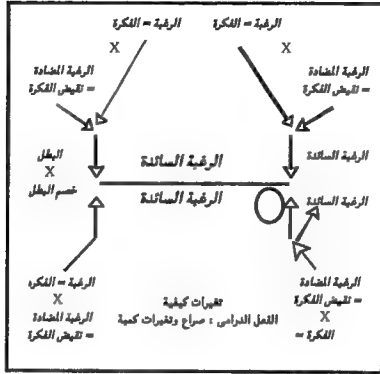 الرغبة = الفكرة
X
الرغبة = الفكرة
X
الرغبة المضادة
= نقيض الفكرة
الرغبة المضادة
= نقيض الفكرة
البطل
X
خصم البطل
الرغبة السائدة
الرغبة السائدة
الرغبة السائدة
الرغبة السائدة
الرغبة = الفكره
X
الرغبة المضادة
= نقيض الفكرة
الرغبة المضادة
= نقيض الفكرة
X
الفكرة =
تغيرات كيفية
الفعل الدرامى : صراع وتغيرات كمية